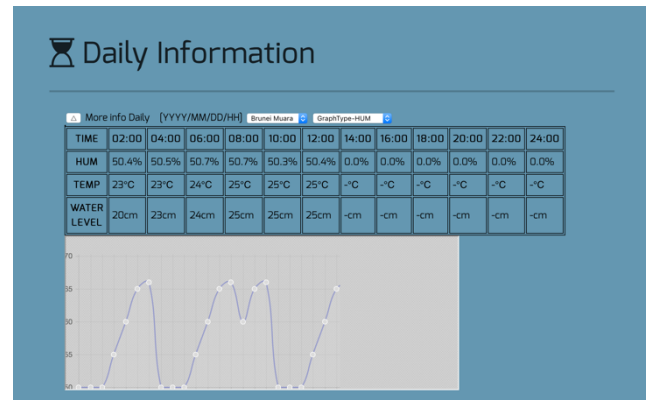 Daily Information
More info Daily [YYYY/MM/DD/HH] Brunei Muara GraphType-HUM
TIME 02:00 04:00 06:00 08:00 10:00 12:00 14:00 16:00 18:00 20:00 22:00 24:00
HUM 50.4% 50.5% 50.7% 50.7% 50.3% 50.4% 0.0% 0.0% 0.0% 0.0% 0.0% 0.0%
TEMP 23°C 23°C 24°C 25°C 25°C 25°C -°C -°C -°C -°C -°C -°C
WATER
LEVEL 20cm 23cm 24cm 25cm 25cm 25cm -cm -cm -cm -cm -cm -cm
70